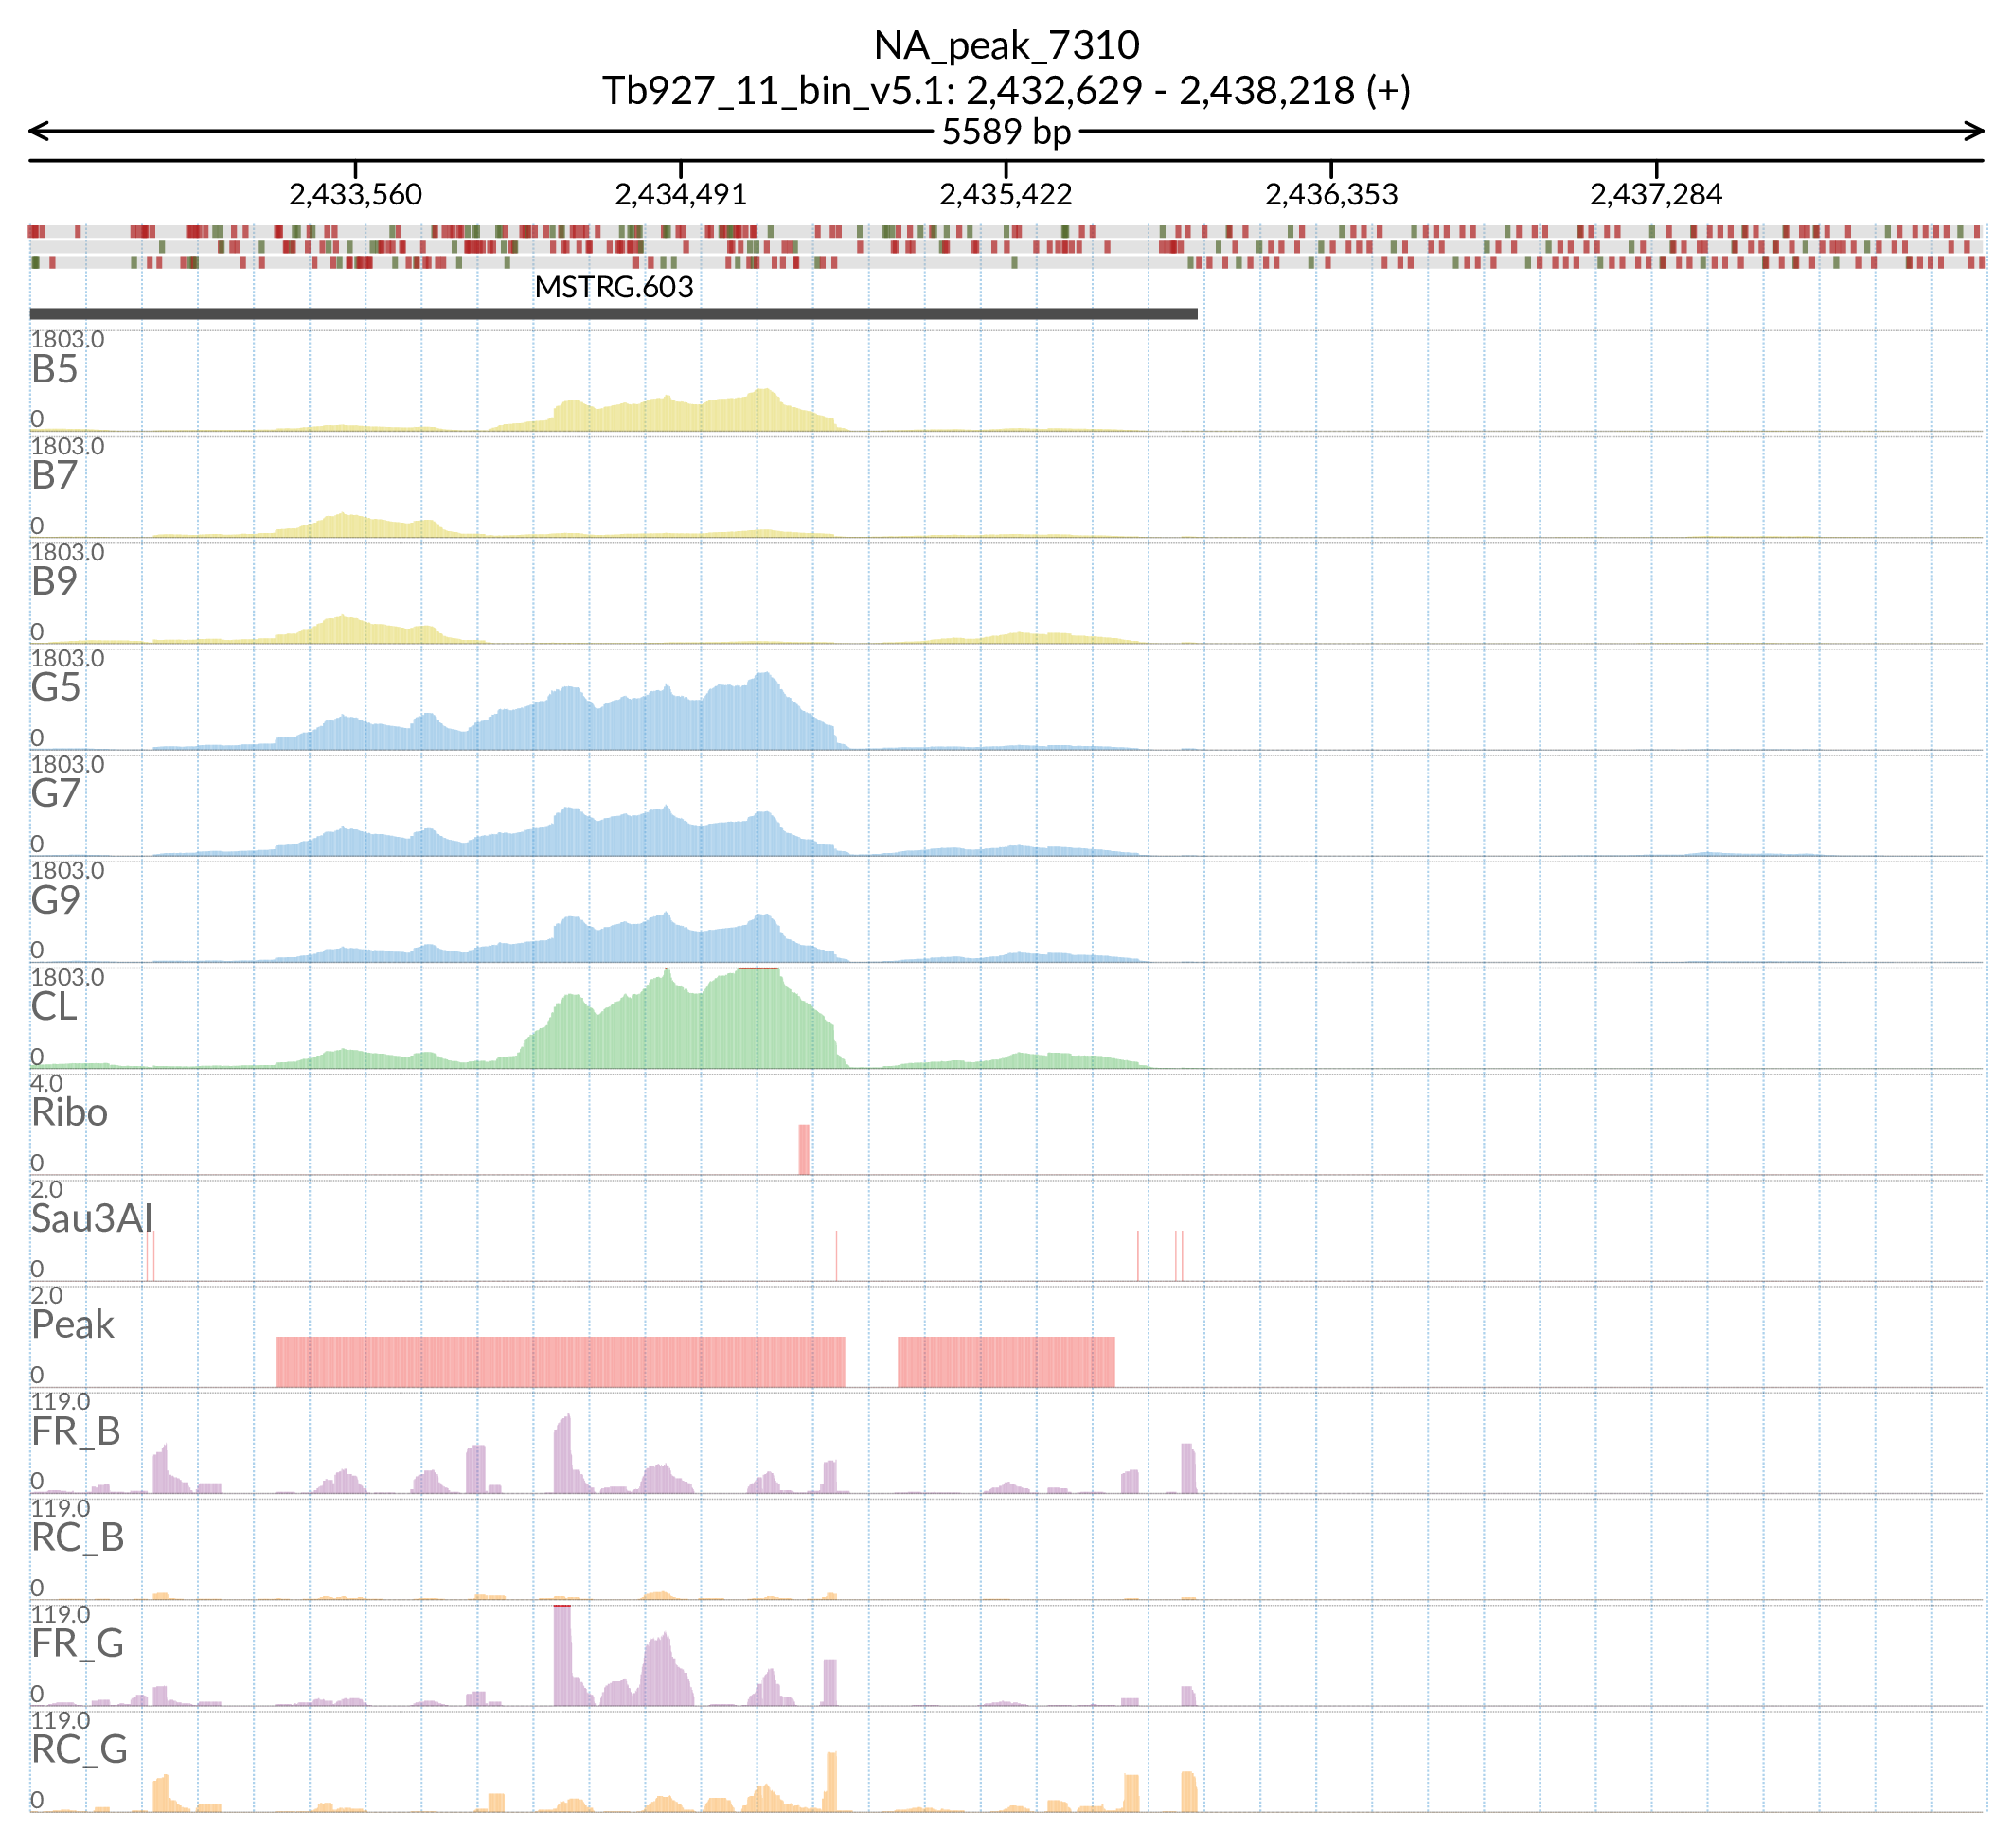 NA_peak_7310
Tb927_11_bin_v5.1: 2,432,629 - 2,438,218 (+)
5589 bp
2,433,560 2,434,491 2,435,422 2,436,353 2,437,284
MSTRG.603
1803.0
B5
0
1803.0
B7
0
1803.0
B9
0
1803.0
G5
0
1803.0
G7
0
1803.0
G9
0
1803.0
CL
0
4.0
Ribo
0
2.0
Sau3AI
0
2.0
Peak
0
119.0
FR_B
0
119.0
RC_B
0
119.0
FR_G
0
119.0
RC_G
0